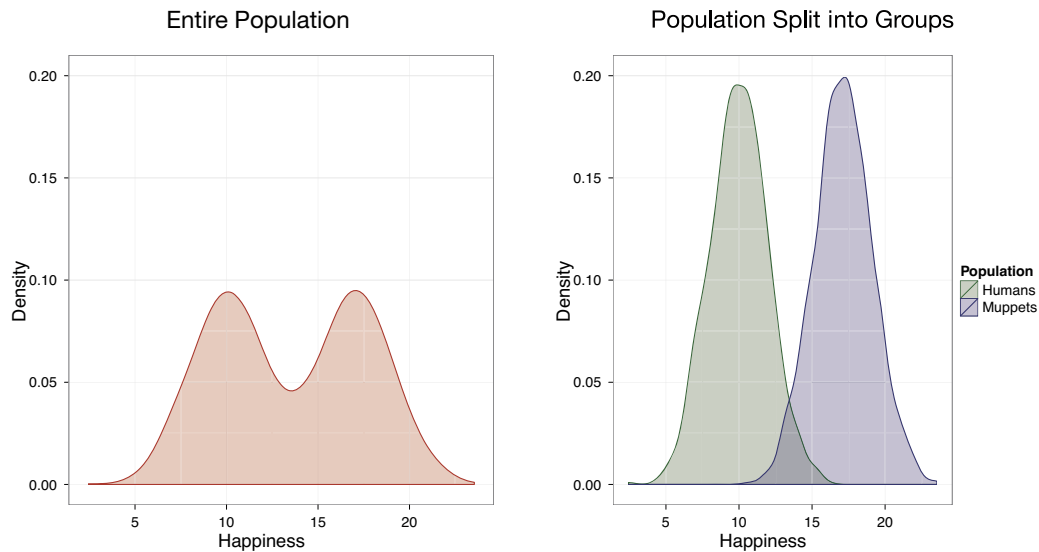 Entire Population
Population Split into Groups
0.20
0.15
0.10
0.05
0.00
Density
5 10 15 20
Happiness
0.20
0.15
0.10
0.05
0.00
Density
5 10 15 20
Happiness
Population
Humans
Muppets